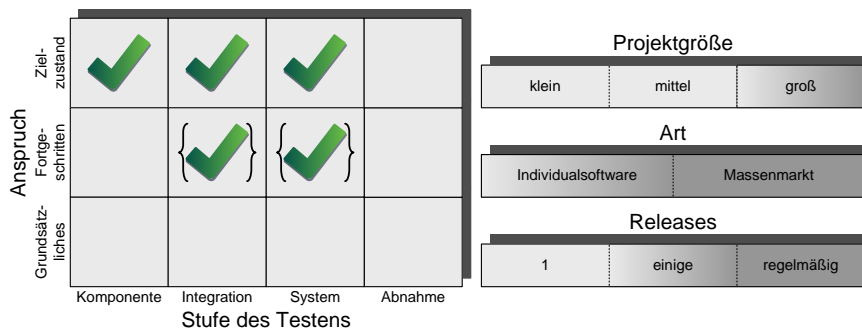 Anspruch
Ziel-
zustand
Fortge-
schritten
Grundsätz-
liches
Komponente
Integration
System
Abnahme
Stufe des Testens
Projektgröße
klein
mittel
groß
Art
Individualsoftware
Massenmarkt
Releases
1
einige
regelmäßig